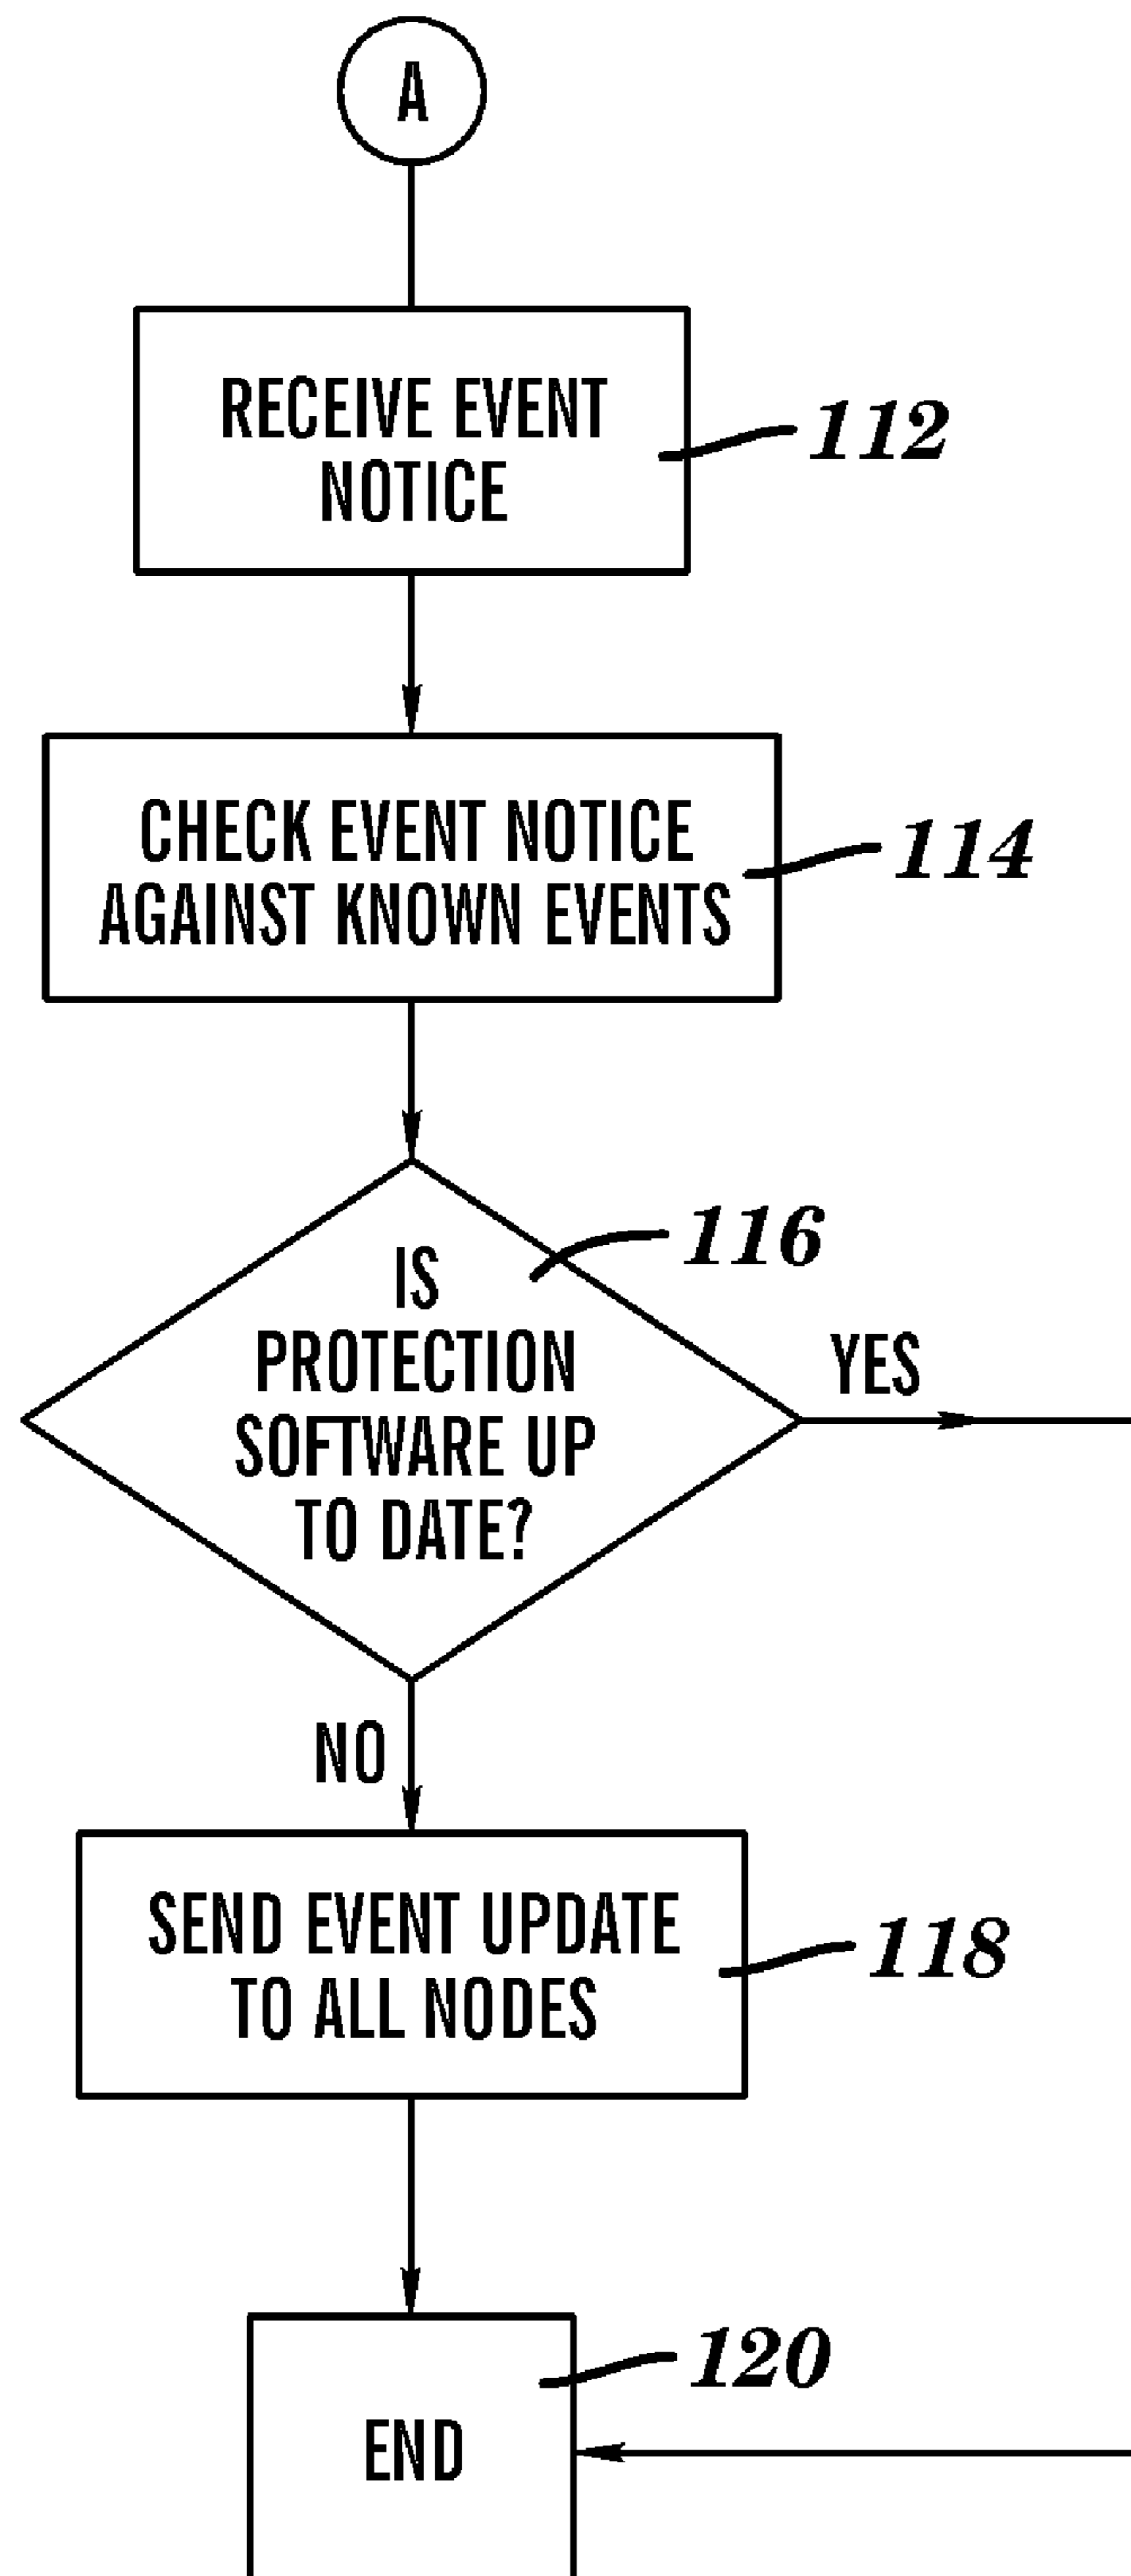 A
RECEIVE EVENT
NOTICE
112
CHECK EVENT NOTICE
AGAINST KNOWN EVENTS
114
116
IS
PROTECTION
SOFTWARE UP
TO DATE?
YES
NO
SEND EVENT UPDATE
TO ALL NODES
118
120
END